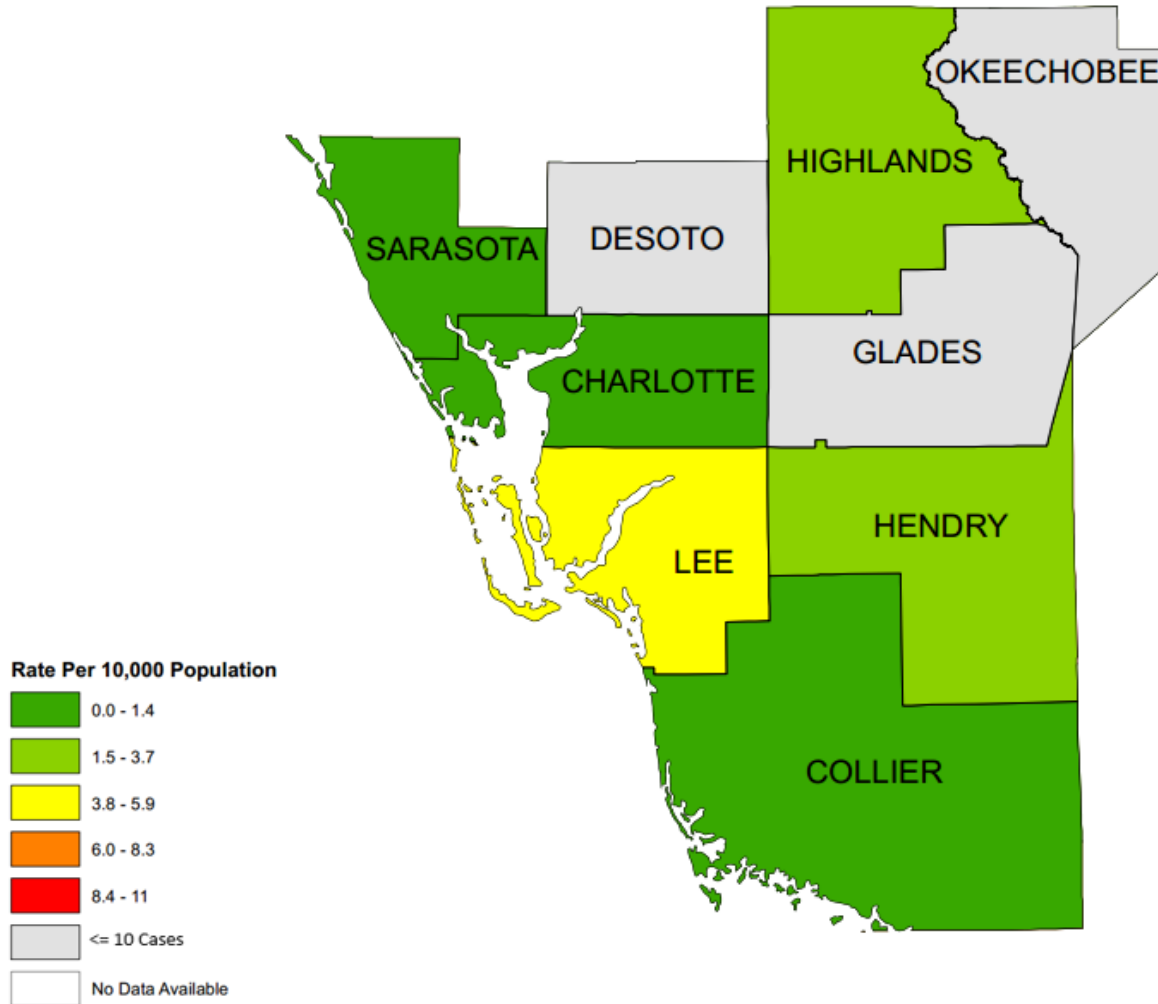 OKEECHOBEE
HIGHLANDS
DESOTO
SARASOTA
GLADES
CHARLOTTE
HENDRY
LEE
COLLIER
Rate Per 10,000 Population
0.0 - 1.4
1.5 - 3.7
3.8 - 5.9
6.0 - 8.3
8.4 - 11
<= 10 Cases
No Data Available